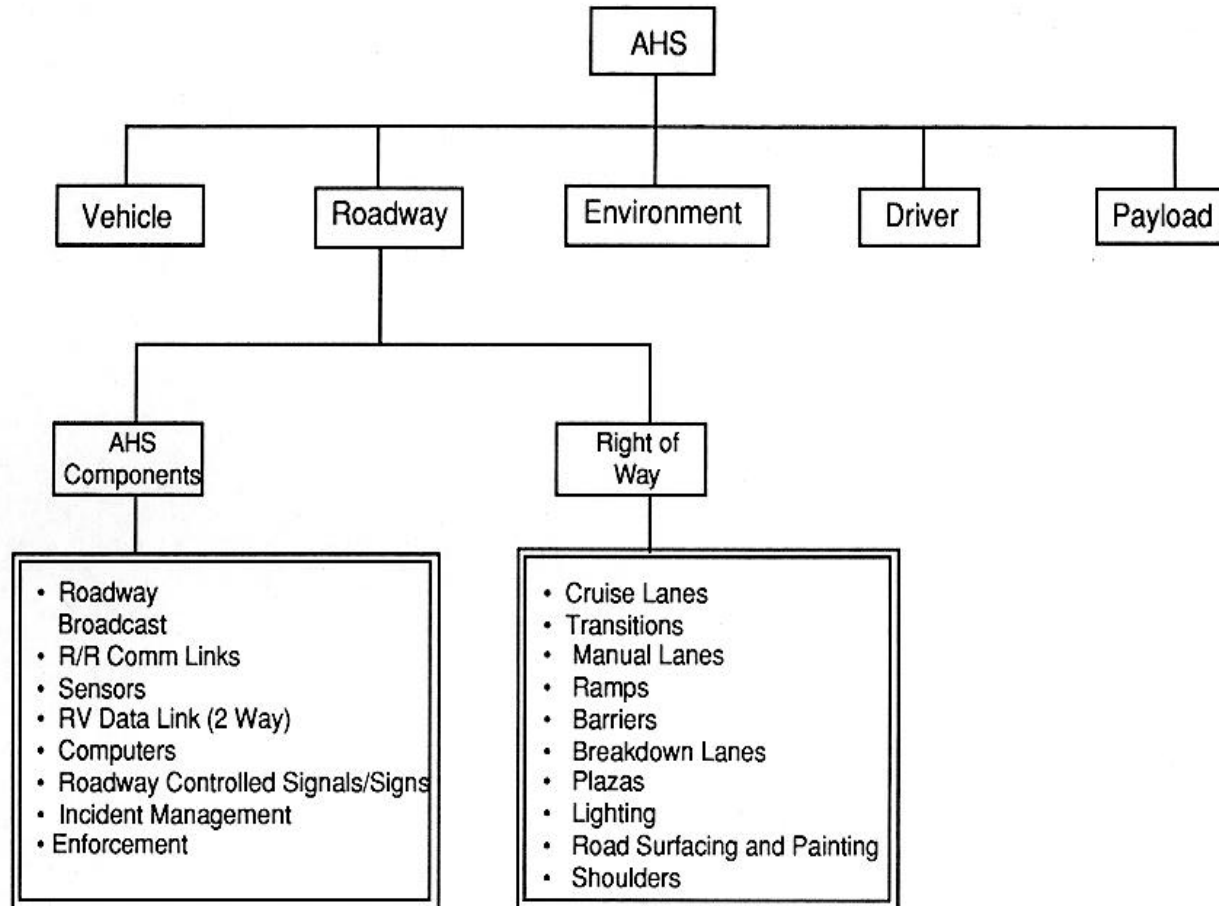 AHS
Vehicle
Roadway
Environment
Driver
Payload
AHS
Components
Right of
Way
• Roadway
Broadcast
• R/R Comm Links
• Sensors
• RV Data Link (2 Way)
• Computers
• Roadway Controlled Signals/Signs
• Incident Management
• Enforcement
• Cruise Lanes
• Transitions
• Manual Lanes
• Ramps
• Barriers
• Breakdown Lanes
• Plazas
• Lighting
• Road Surfacing and Painting
• Shoulders